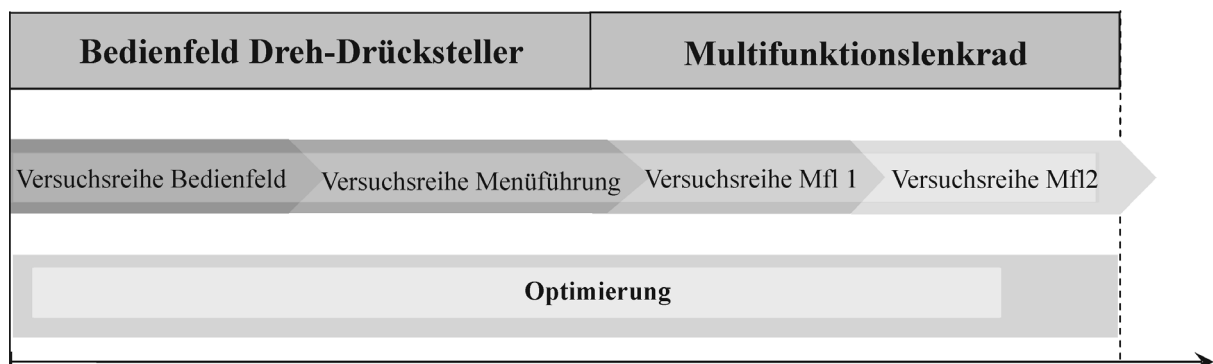 Bedienfeld Dreh-Drücksteller
Multifunktionslenkrad
Versuchsreihe Bedienfeld
Versuchsreihe Menüführung
Versuchsreihe Mfl 1
Versuchsreihe Mfl2
Optimierung